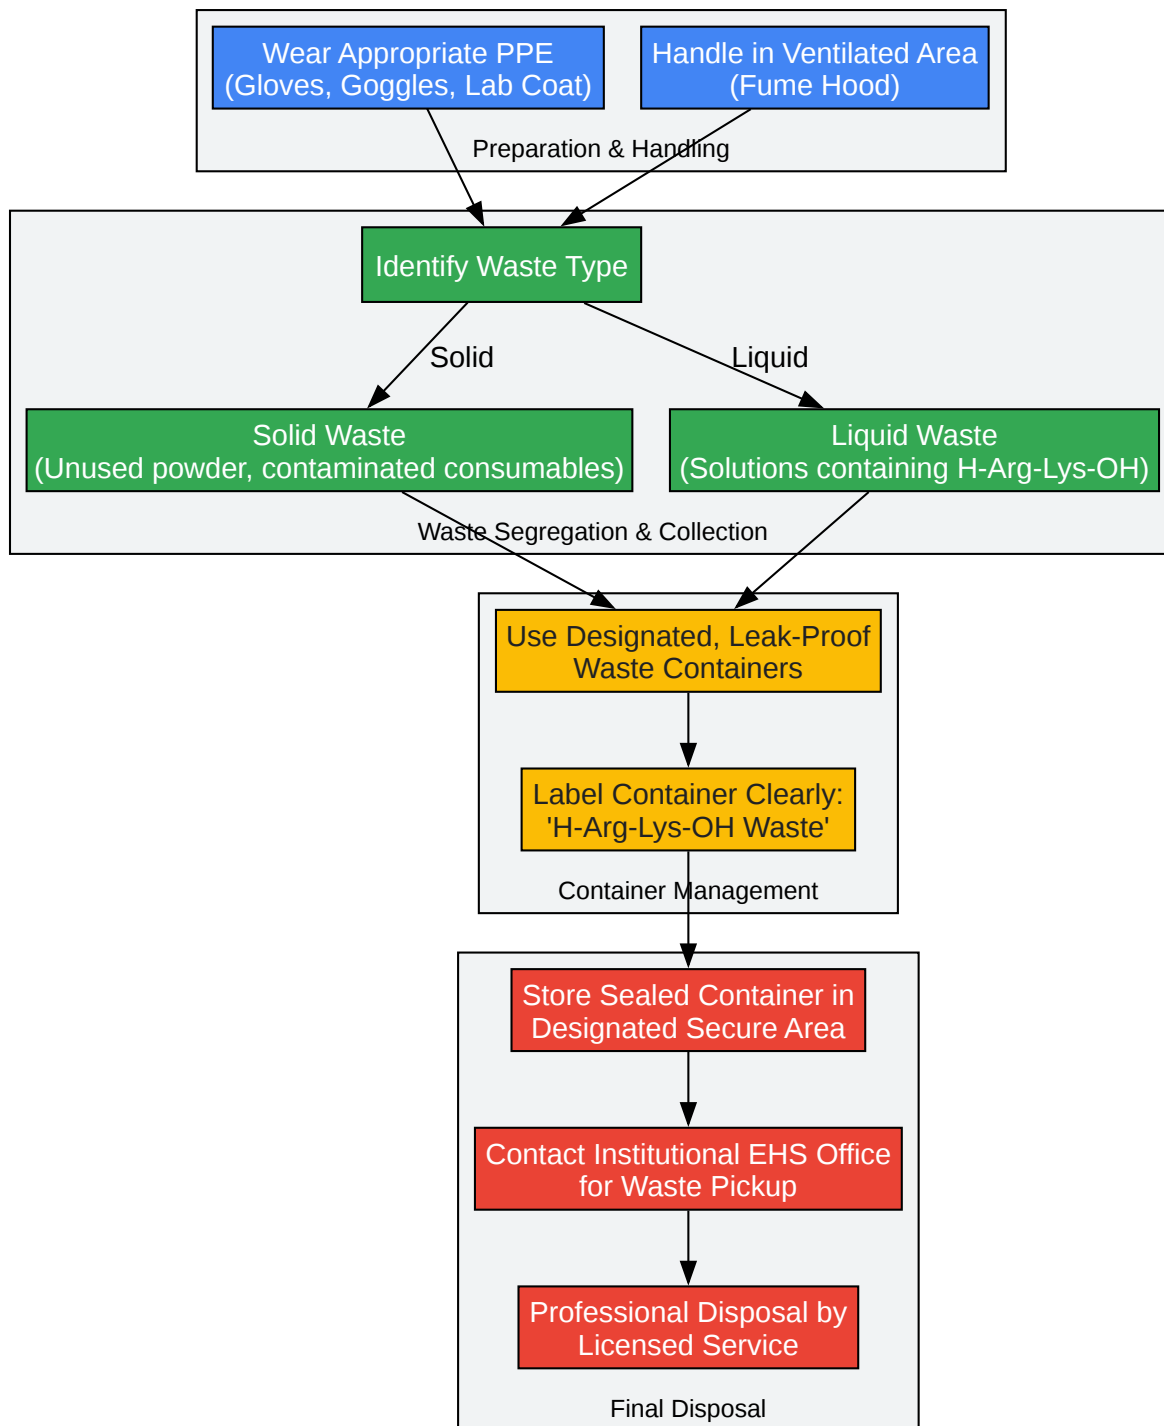 Wear Appropriate PPE
(Gloves, Goggles, Lab Coat)
Handle in Ventilated Area
(Fume Hood)
Preparation & Handling
Identify Waste Type
Solid
Liquid
Solid Waste
(Unused powder, contaminated consumables)
Liquid Waste
(Solutions containing H-Arg-Lys-OH)
Waste Segregation & Collection
Use Designated, Leak-Proof
Waste Containers
Label Container Clearly:
'H-Arg-Lys-OH Waste'
Container Management
Store Sealed Container in
Designated Secure Area
Contact Institutional EHS Office
for Waste Pickup
Professional Disposal by
Licensed Service
Final Disposal